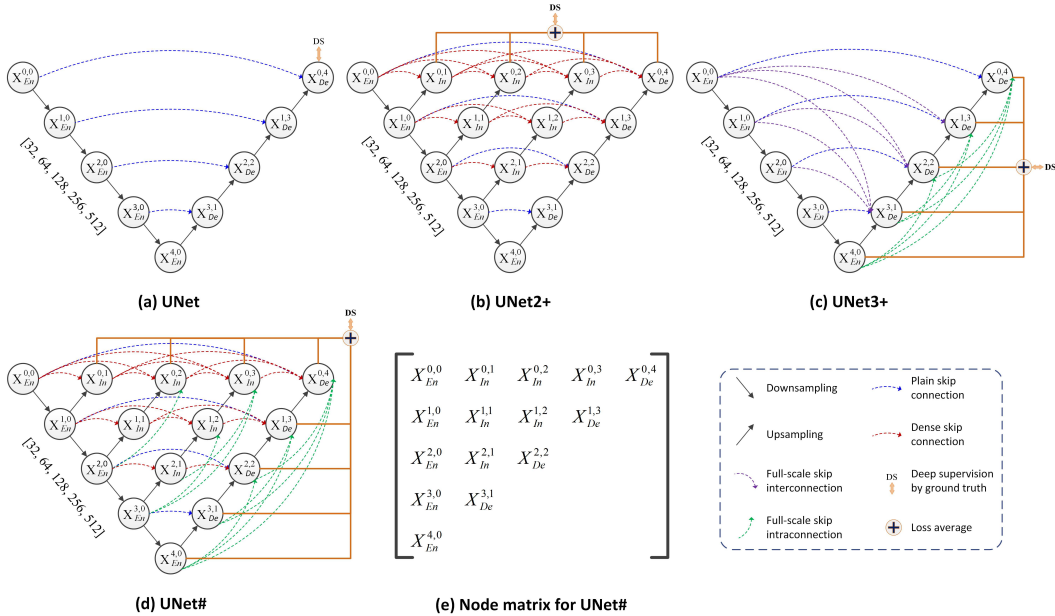 DS
X^{0,0}_{En} X^{0,4}_{De}
X^{1,0}_{En} X^{1,3}_{De}
X^{2,0}_{En} X^{2,2}_{De}
X^{3,0}_{En} X^{3,1}_{De}
X^{4,0}_{En}
[32, 64, 128, 256, 512]
(a) UNet
DS
+
X^{0,0}_{En} X^{0,1}_{In} X^{0,2}_{In} X^{0,3}_{In} X^{0,4}_{De}
X^{1,0}_{En} X^{1,1}_{In} X^{1,2}_{In} X^{1,3}_{De}
X^{2,0}_{En} X^{2,1}_{In} X^{2,2}_{De}
X^{3,0}_{En} X^{3,1}_{De}
X^{4,0}_{En}
[32, 64, 128, 256, 512]
(b) UNet2+
X^{0,0}_{En} X^{0,4}_{De}
X^{1,0}_{En} X^{1,3}_{De}
X^{2,0}_{En} X^{2,2}_{De}
+ DS
X^{3,0}_{En} X^{3,1}_{De}
X^{4,0}_{En}
[32, 64, 128, 256, 512]
(c) UNet3+
DS
+
X^{0,0}_{En} X^{0,1}_{In} X^{0,2}_{In} X^{0,3}_{In} X^{0,4}_{De}
X^{1,0}_{En} X^{1,1}_{In} X^{1,2}_{In} X^{1,3}_{De}
X^{2,0}_{En} X^{2,1}_{In} X^{2,2}_{De}
X^{3,0}_{En} X^{3,1}_{De}
X^{4,0}_{En}
[32, 64, 128, 256, 512]
(d) UNet#
X^{0,0}_{En} X^{0,1}_{In} X^{0,2}_{In} X^{0,3}_{In} X^{0,4}_{De}
X^{1,0}_{En} X^{1,1}_{In} X^{1,2}_{In} X^{1,3}_{De}
X^{2,0}_{En} X^{2,1}_{In} X^{2,2}_{De}
X^{3,0}_{En} X^{3,1}_{De}
X^{4,0}_{En}
(e) Node matrix for UNet#
Downsampling
Upsampling
Full-scale skip
interconnection
Full-scale skip
intraconnection
Plain skip
connection
Dense skip
connection
DS
Deep supervision
by ground truth
+
Loss average